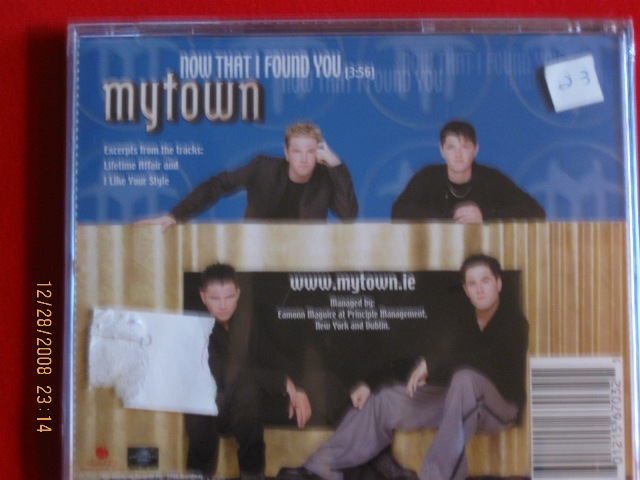 NOW THAT I FOUND YOU [3:56]
mytown
23
Excerpts from the tracks:
Lifetime Affair and
I Like Your Style
www.mytown.ie
Managed by:
Eamonn Maguire at Principle Management,
New York and Dublin.
12/28/2008 23:14